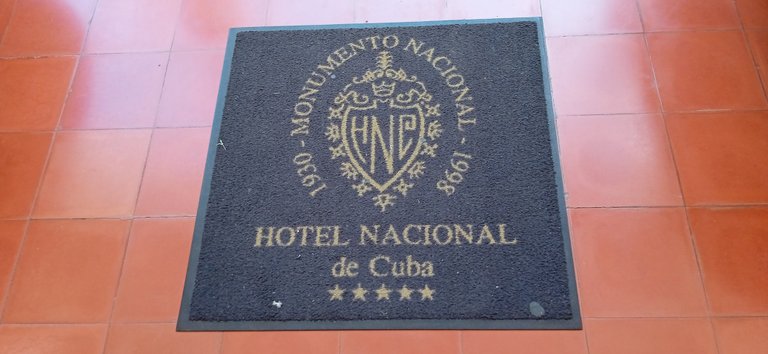 1930 - MONUMENTO NACIONAL - 1998
HNC
HOTEL NACIONAL
de Cuba